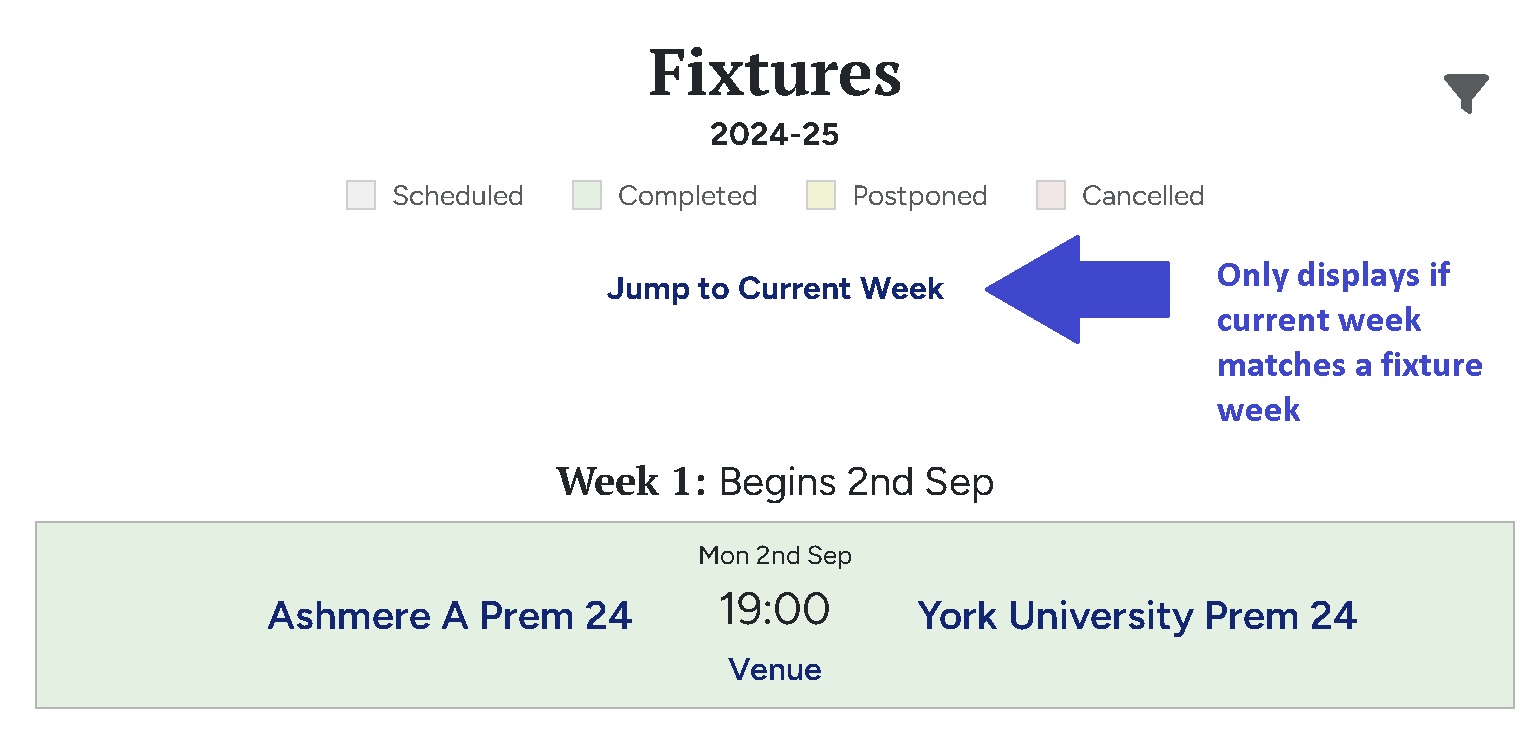 Fixtures
2024-25
Scheduled Completed Postponed Cancelled
Jump to Current Week
Only displays if
current week
matches a fixture
week
Week 1: Begins 2nd Sep
Mon 2nd Sep
Ashmere A Prem 24 19:00 York University Prem 24
Venue